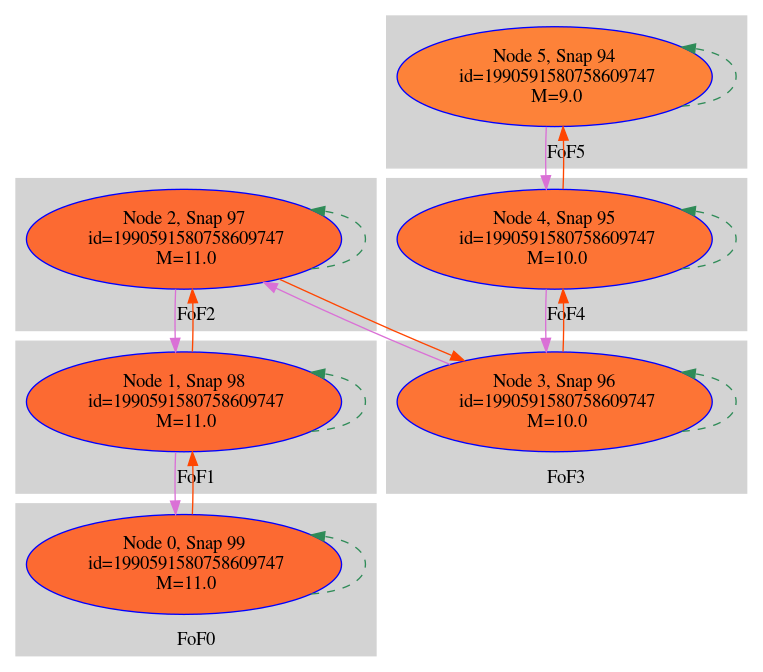 Node 5, Snap 94
id=1990591580758609747
M=9.0
FoF5
Node 2, Snap 97
id=1990591580758609747
M=11.0
FoF2
Node 4, Snap 95
id=1990591580758609747
M=10.0
FoF4
Node 1, Snap 98
id=1990591580758609747
M=11.0
FoF1
Node 3, Snap 96
id=1990591580758609747
M=10.0
FoF3
Node 0, Snap 99
id=1990591580758609747
M=11.0
FoF0